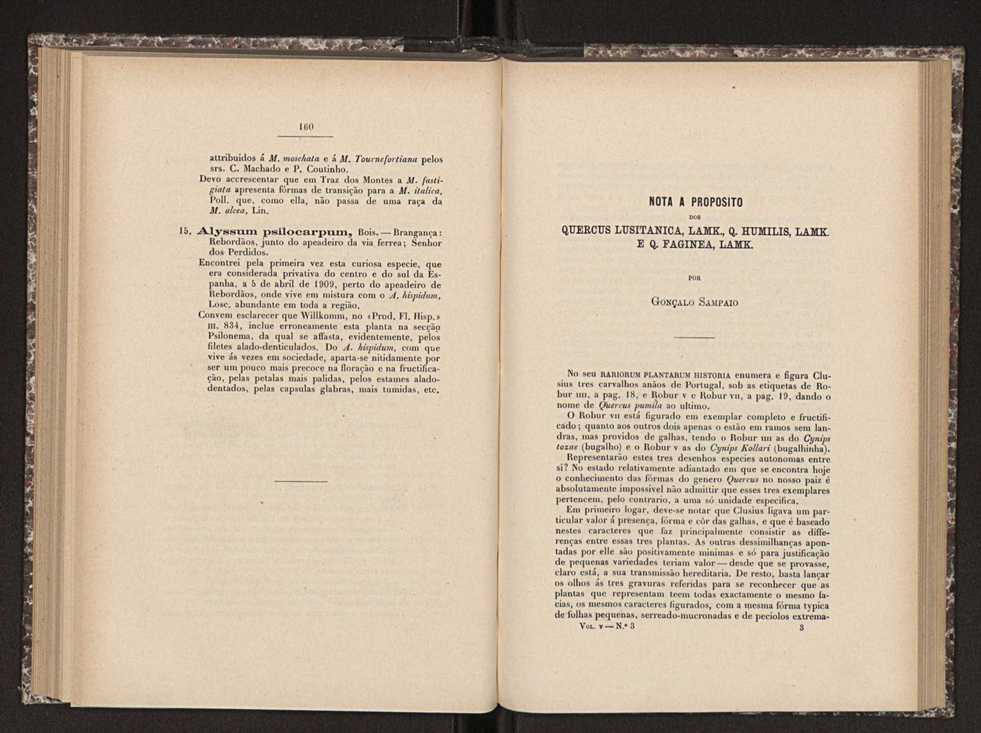 160
attribuidos á M. moschata e á M. Tournefortiana pelos
srs. C. Machado e P. Coutinho.
Devo accrescentar que em Traz dos Montes a M. fasti-
giata apresenta fórmas de transição para a M. italica,
Poll. que, como ella, não passa de uma raça da
M. alcea, Lin.
15. Alyssum psilocarpum, Bois. — Brangança:
Rebordãos, junto do apeadeiro da via ferrea; Senhor
dos Perdidos.
Encontrei pela primeira vez esta curiosa especie, que
era considerada privativa do centro e do sul da Es-
panha, a 5 de abril de 1909, perto do apeadeiro de
Rebordãos, onde vive em mistura com o A. hispidum,
Losc, abundante em toda a região.
Convem esclarecer que Willkomm, no «Prod. Fl. Hisp.»
III. 834, inclue erroneamente esta planta na secção
Psilonema, da qual se affasta, evidentemente, pelos
filetes alado-denticulados. Do A. hispidum, com que
vive ás vezes em sociedade, aparta-se nitidamente por
ser um pouco mais precoce na floração e na fructifica-
ção, pelas petalas mais palidas, pelos estames alado-
dentados, pelas capsulas glabras, mais tumidas, etc.
NOTA A PROPOSITO
DOS
QUERCUS LUSITANICA, LAMK., Q. HUMILIS, LAMK.
E Q. FAGINEA, LAMK.
POR
GONÇALO SAMPAIO
No seu RARIORUM PLANTARUM HISTORIA enumera e figura Clu-
sius tres carvalhos anãos de Portugal, sob as etiquetas de Ro-
bur IIII, a pag. 18, e Robur V e Robur VII, a pag. 19, dando o
nome de Quercus pumila ao ultimo.
O Robur VII está figurado em exemplar completo e fructifi-
cado; quanto aos outros dois apenas o estão em ramos sem lan-
dras, mas providos de galhas, tendo o Robur IIII as do Cynips
tozae (bugalho) e o Robur V as do Cynips Kollari (bugalhinha).
Representarão estes tres desenhos especies autonomas entre
si? No estado relativamente adiantado em que se encontra hoje
o conhecimento das fórmas do genero Quercus no nosso paiz é
absolutamente impossivel não admittir que esses tres exemplares
pertencem, pelo contrario, a uma só unidade especifica.
Em primeiro logar, deve-se notar que Clusius ligava um par-
ticular valor á presença, fórma e côr das galhas, e que é baseado
nestes caracteres que faz principalmente consistir as diffe-
renças entre essas tres plantas. As outras dissimilhanças apon-
tadas por elle são positivamente minimas e só para justificação
de pequenas variedades teriam valor — desde que se provasse,
claro está, a sua transmissão hereditaria. De resto, basta lançar
os olhos ás tres gravuras referidas para se reconhecer que as
plantas que representam teem todas exactamente o mesmo fa-
cias, os mesmos caracteres figurados, com a mesma fórma typica
de folhas pequenas, serreado-mucronadas e de peciolos extrema-
VOL. V — N.º 3 3